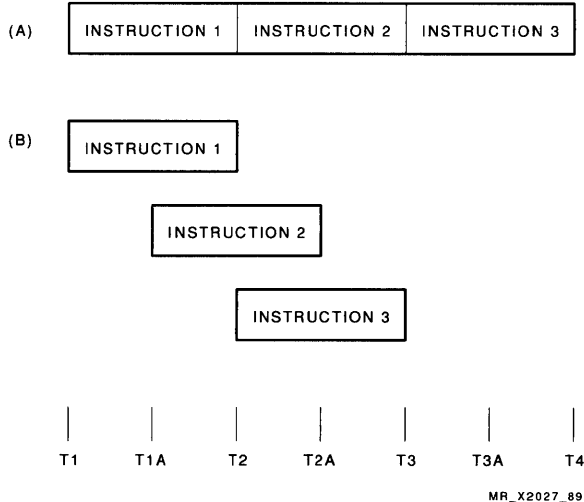 (A) INSTRUCTION 1 INSTRUCTION 2 INSTRUCTION 3
(B)
INSTRUCTION 1
INSTRUCTION 2
INSTRUCTION 3
T1 T1A T2 T2A T3 T3A T4
MR_X2027_89